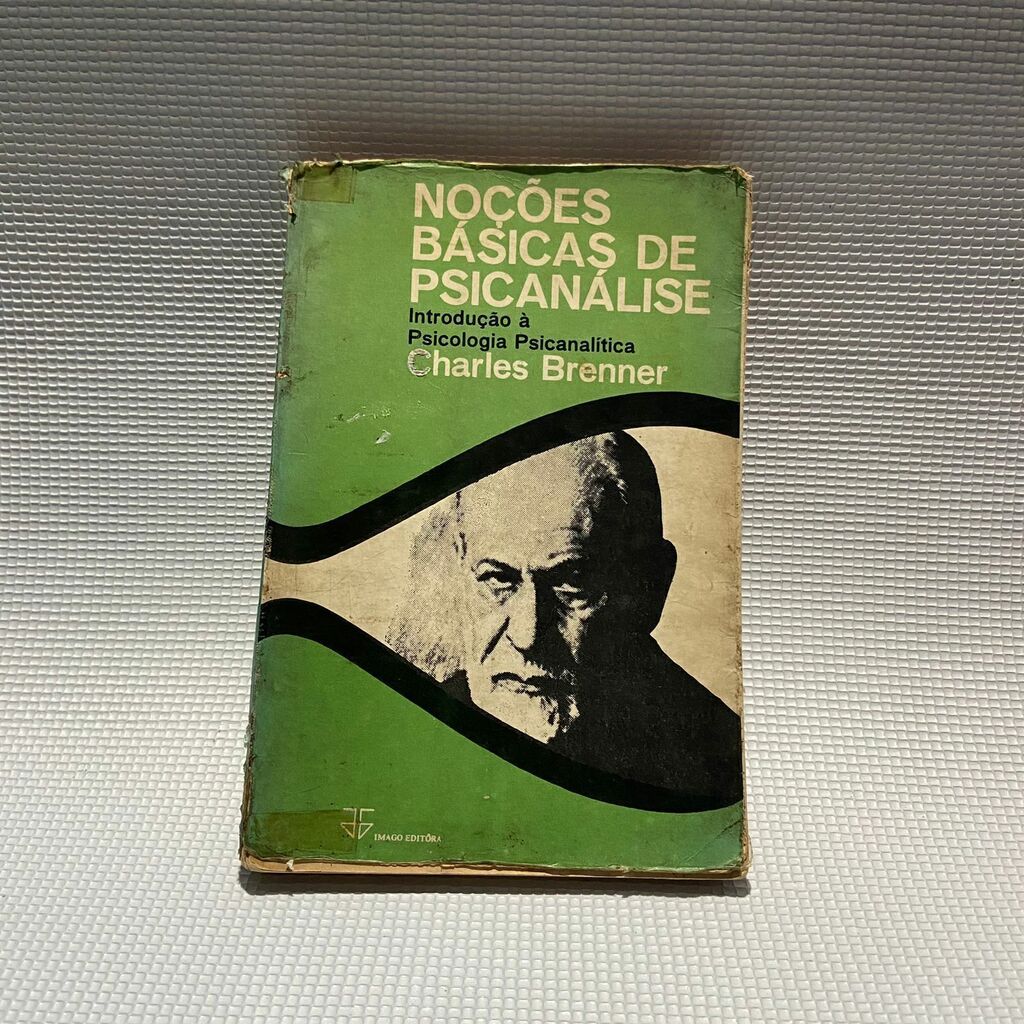 NOÇÕES
BÁSICAS DE
PSICANÁLISE
Introdução à
Psicologia Psicanalítica
Charles Brenner
IMAGO EDITÔRA